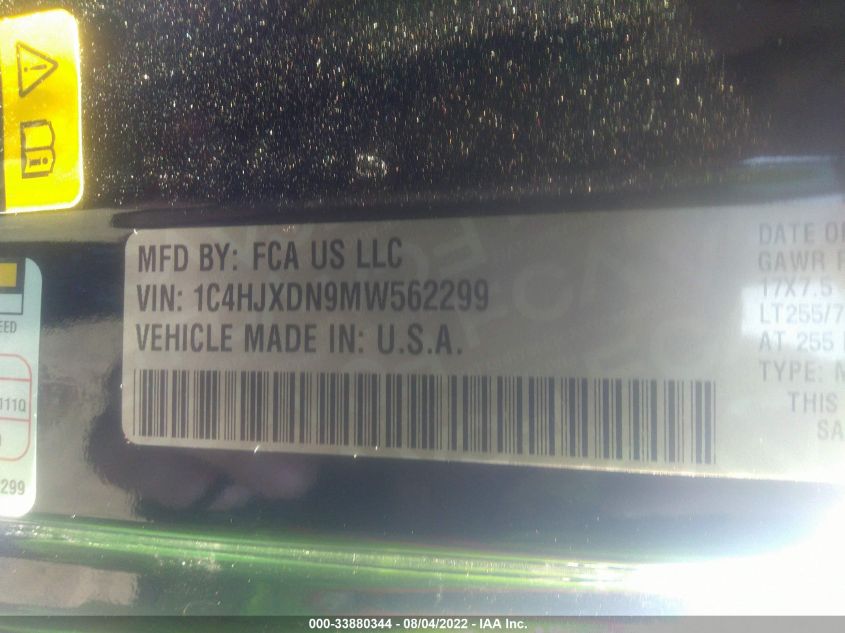 MFD BY: FCA US LLC
VIN: 1C4HJXDN9MW562299
VEHICLE MADE IN: U.S.A.
DATE OF
GAWR
17X7.5
LT255/7
AT 255
TYPE:
THIS
SA
EED
111Q
299
000-33880344 - 08/04/2022 - IAA Inc.